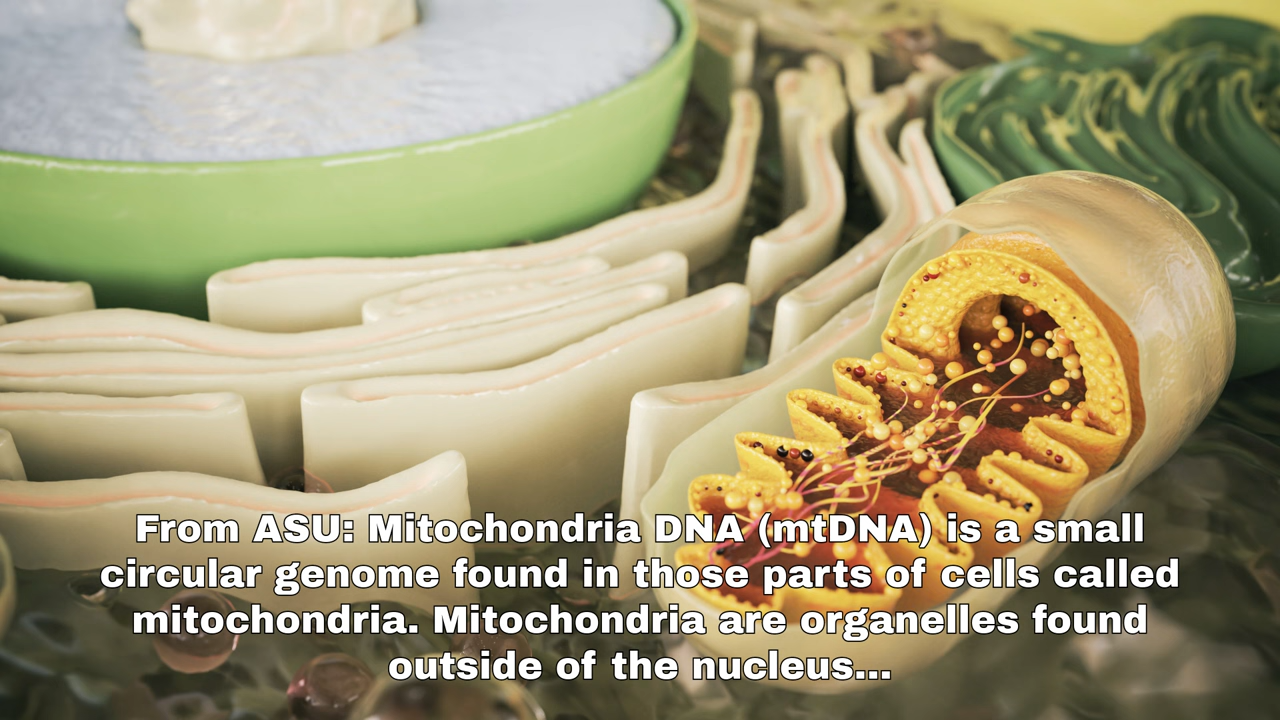 From ASU: Mitochondria DNA (mtDNA) is a small
circular genome found in those parts of cells called
mitochondria. Mitochondria are organelles found
outside of the nucleus...